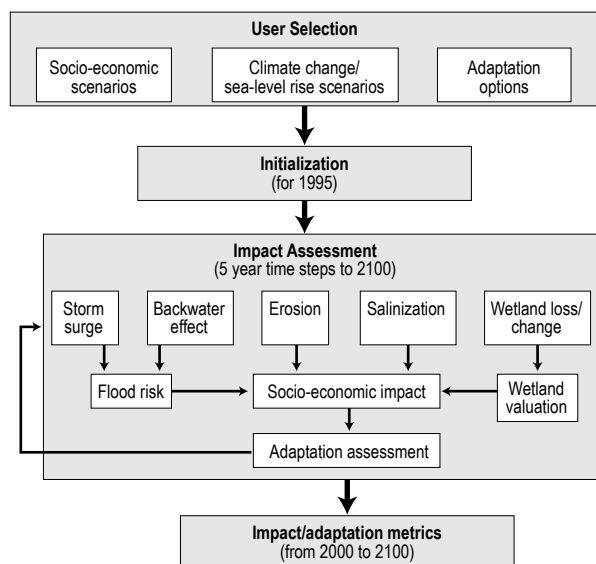 User Selection
Socio-economic
scenarios
Climate change/
sea-level rise scenarios
Adaptation
options
Initialization
(for 1995)
Impact Assessment
(5 year time steps to 2100)
Storm
surge
Backwater
effect
Erosion
Salinization
Wetland loss/
change
Flood risk
Socio-economic impact
Wetland
valuation
Adaptation assessment
Impact/adaptation metrics
(from 2000 to 2100)